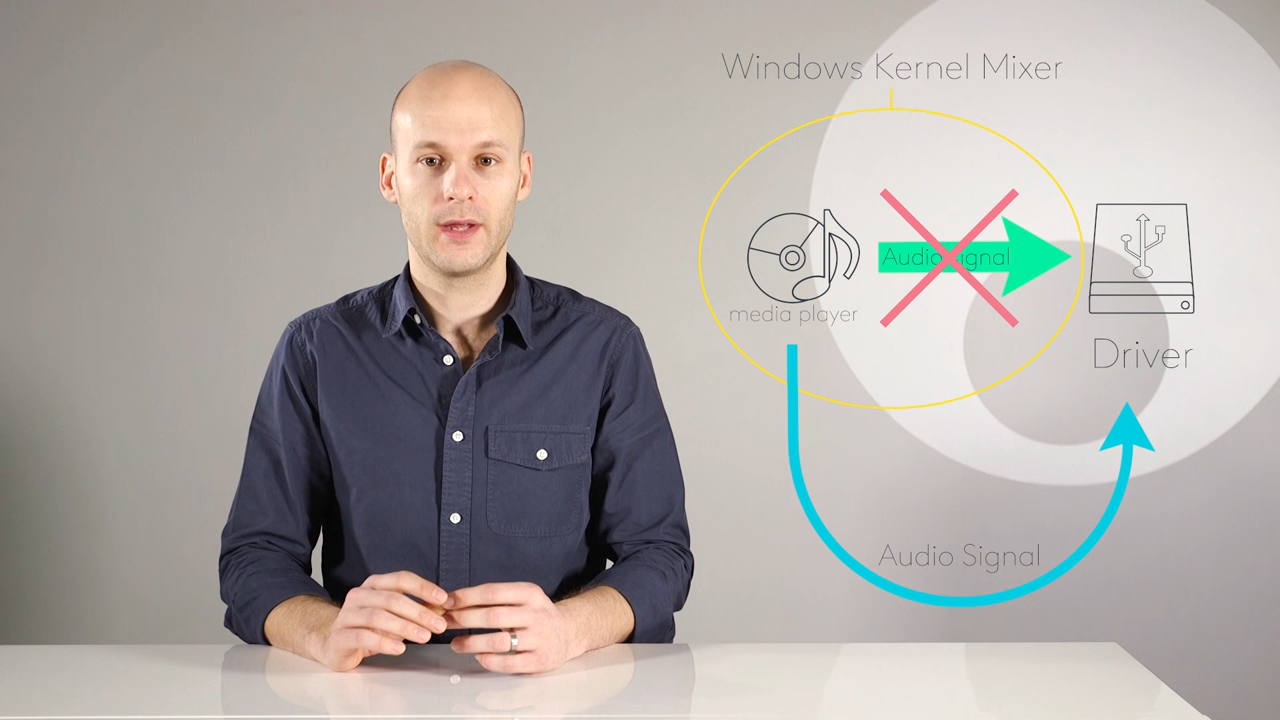 Windows Kernel Mixer
Audio Signal
media player
Driver
Audio Signal